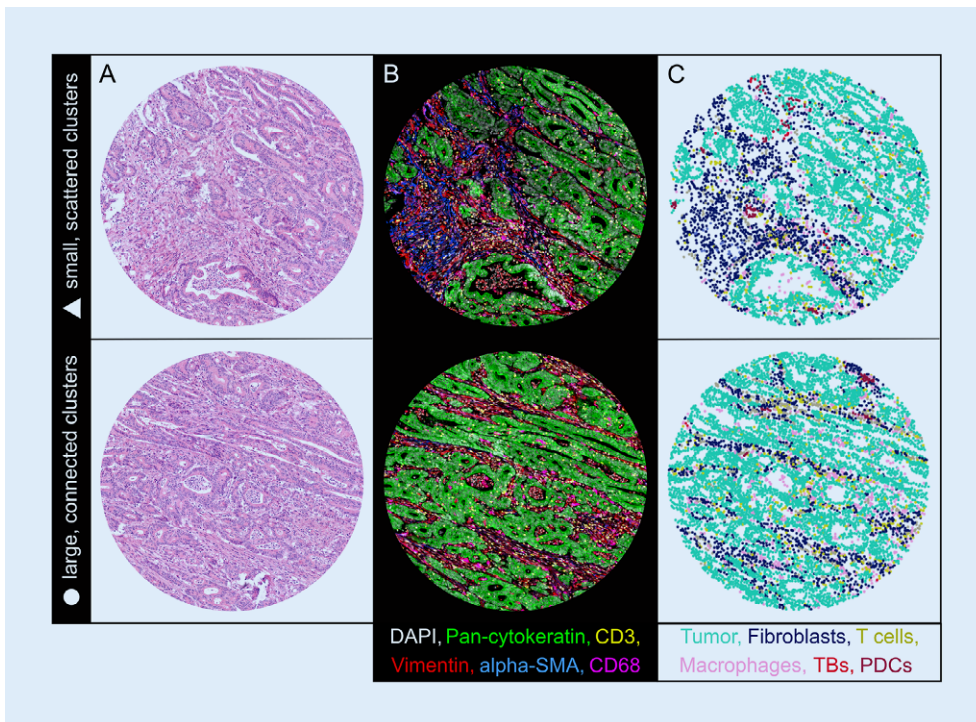 A
B
C
small, scattered clusters
large, connected clusters
DAPI, Pan-cytokeratin, CD3,
Vimentin, alpha-SMA, CD68
Tumor, Fibroblasts, T cells,
Macrophages, TBs, PDCs